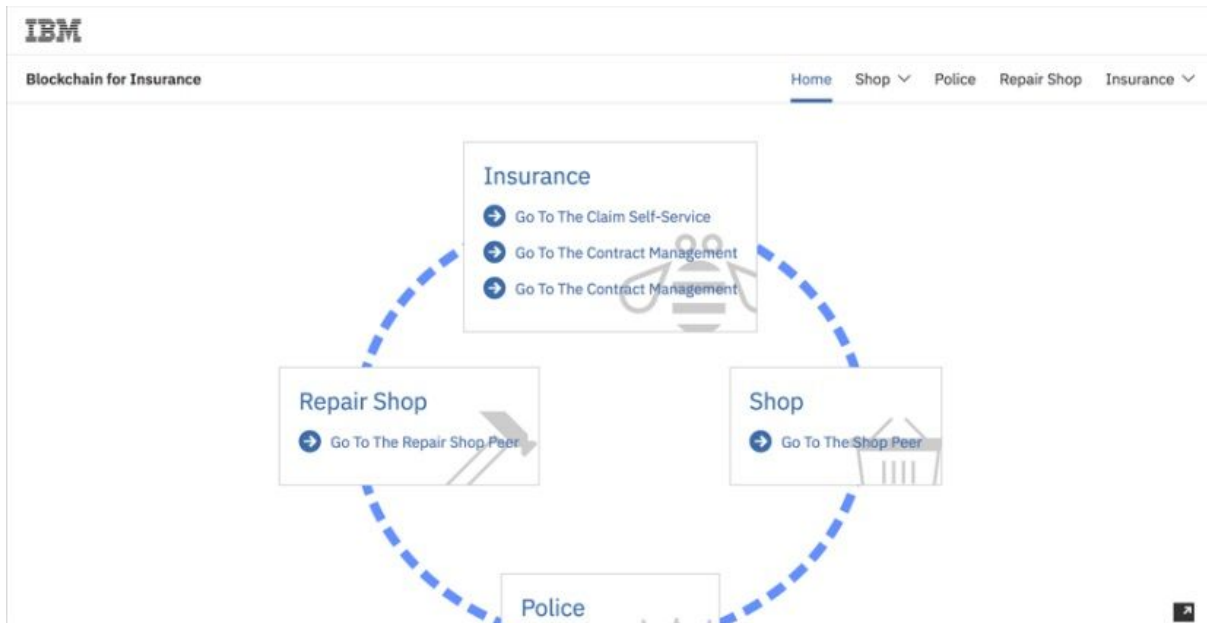 IBM
Blockchain for Insurance
Home Shop Police Repair Shop Insurance
Insurance
Go To The Claim Self-Service
Go To The Contract Management
Go To The Contract Management
Repair Shop
Go To The Repair Shop Peer
Shop
Go To The Shop Peer
Police